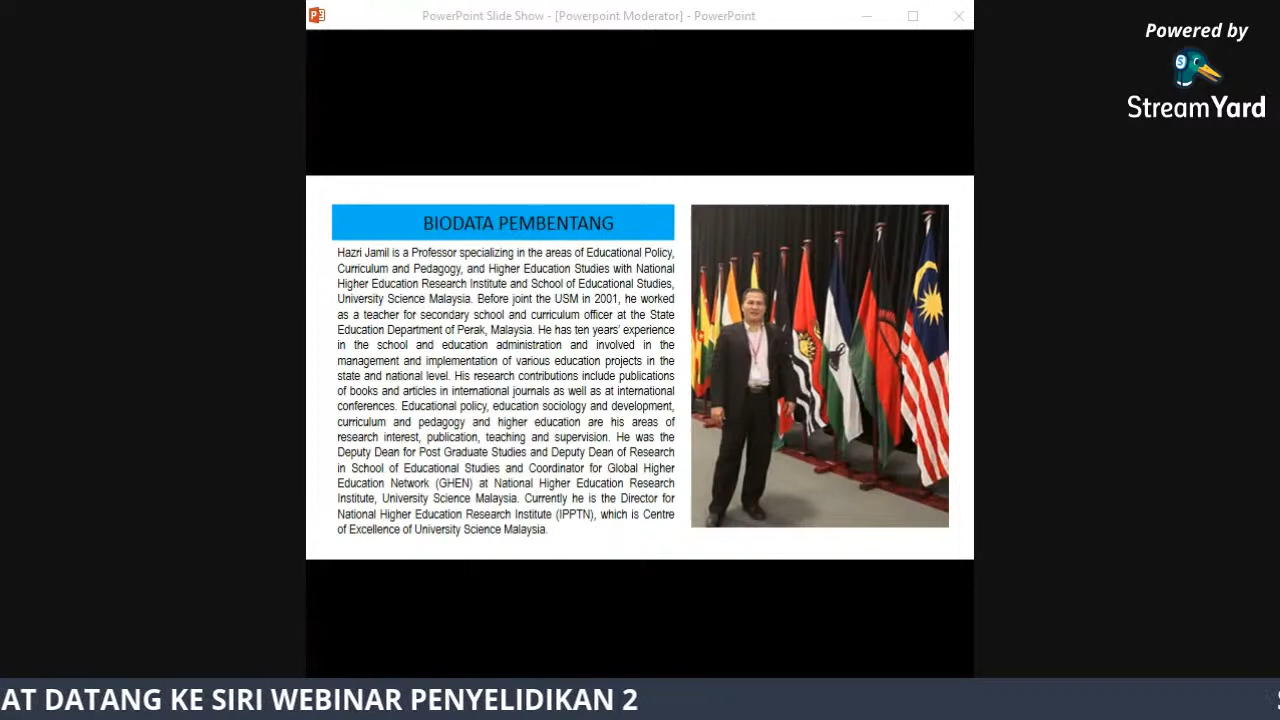 PowerPoint Slide Show - [Powerpoint Moderator] - PowerPoint
Powered by
S
StreamYard
BIODATA PEMBENTANG
Hazri Jamil is a Professor specializing in the areas of Educational Policy,
Curriculum and Pedagogy, and Higher Education Studies with National
Higher Education Research Institute and School of Educational Studies,
University Science Malaysia. Before joint the USM in 2001, he worked
as a teacher for secondary school and curriculum officer at the State
Education Department of Perak, Malaysia. He has ten years' experience
in the school and education administration and involved in the
management and implementation of various education projects in the
state and national level. His research contributions include publications
of books and articles in international journals as well as at international
conferences. Educational policy, education sociology and development,
curriculum and pedagogy and higher education are his areas of
research interest, publication, teaching and supervision. He was the
Deputy Dean for Post Graduate Studies and Deputy Dean of Research
in School of Educational Studies and Coordinator for Global Higher
Education Network (GHEN) at National Higher Education Research
Institute, University Science Malaysia. Currently he is the Director for
National Higher Education Research Institute (IPPTN), which is Centre
of Excellence of University Science Malaysia.
AT DATANG KE SIRI WEBINAR PENYELIDIKAN 2